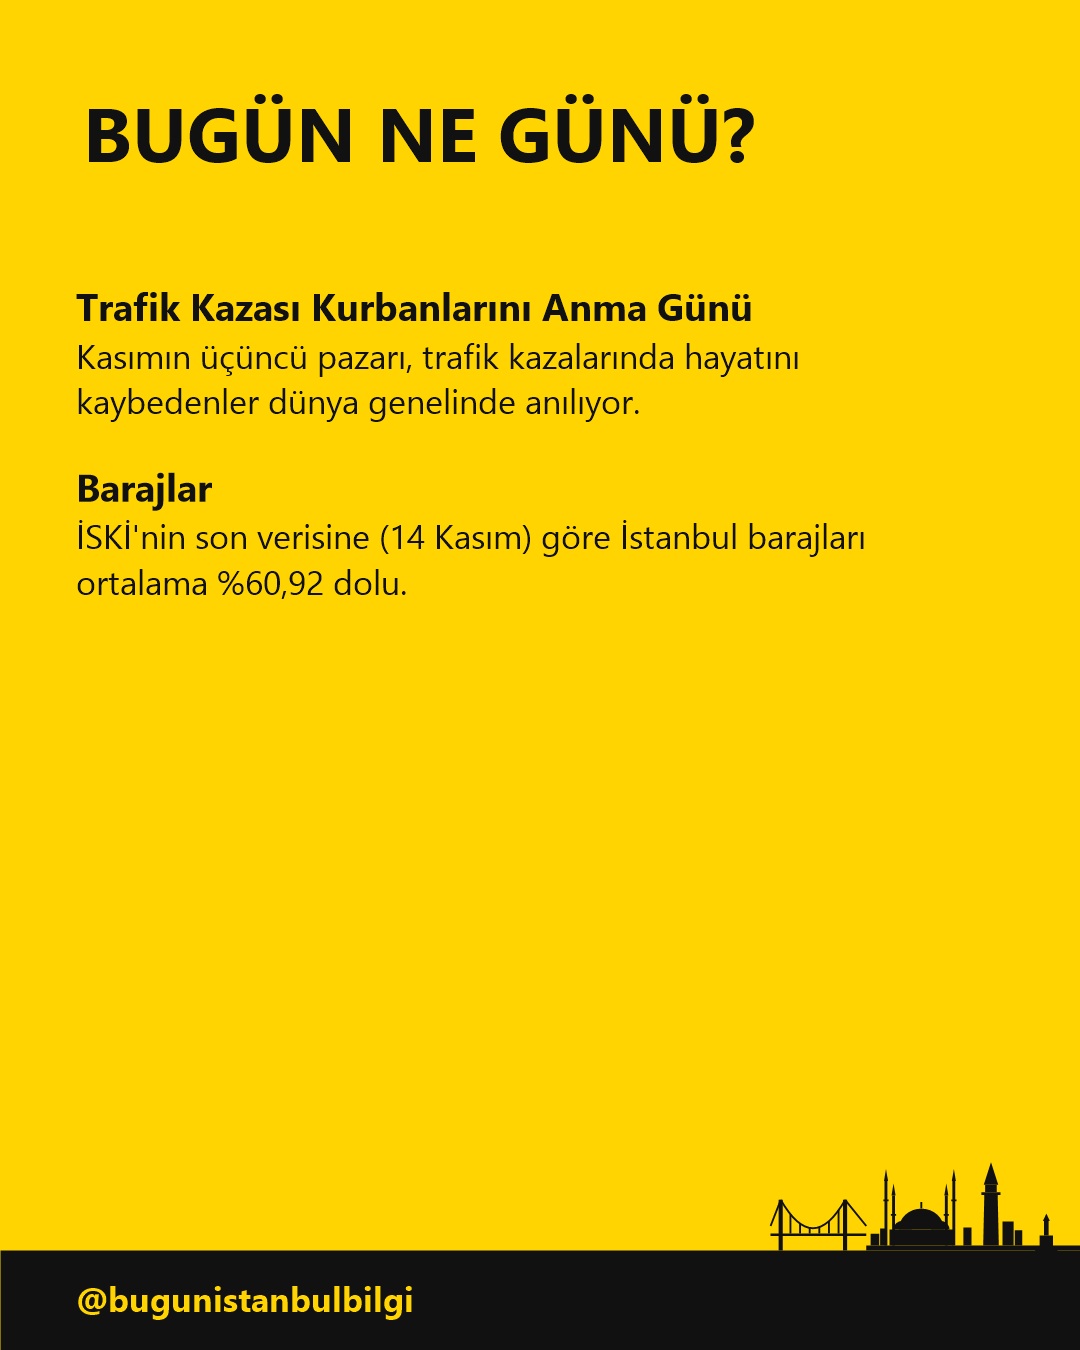 BUGÜN NE GÜNÜ?
Trafik Kazası Kurbanlarını Anma Günü
Kasımın üçüncü pazarı, trafik kazalarında hayatını
kaybedenler dünya genelinde anılıyor.
Barajlar
İSKİ'nin son verisine (14 Kasım) göre İstanbul barajları
ortalama %60,92 dolu.
@bugunistanbulbilgi